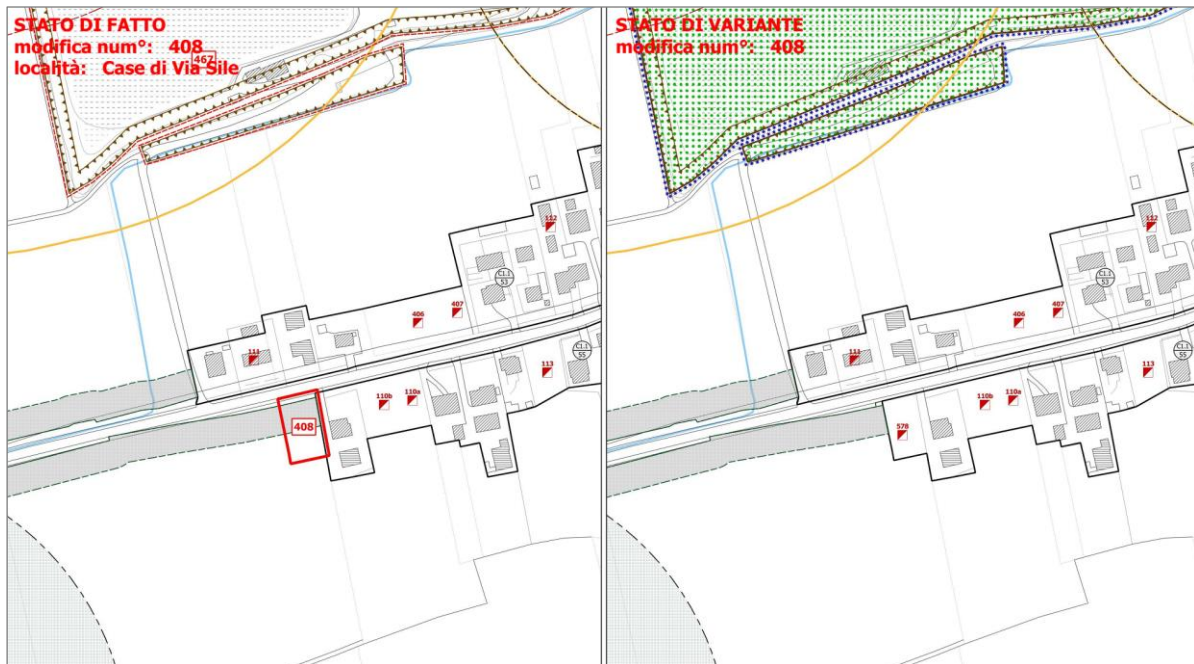 STATO DI FATTO
modifica num°: 408
località: Case di Via Sile
467
112
C1.1
53
407
406
111
C1.1
55
113
110b
110a
408
STATO DI VARIANTE
modifica num°: 408
112
C1.1
53
407
406
111
C1.1
55
113
110b
110a
578